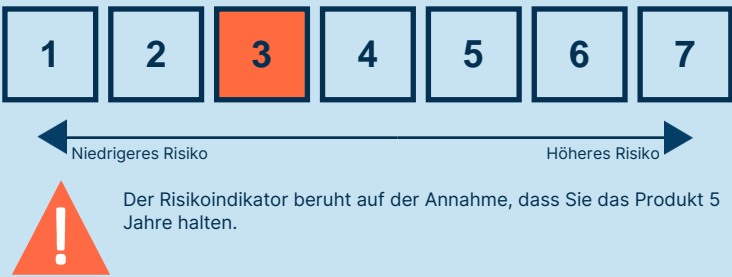 1 2 3 4 5 6 7
Niedrigeres Risiko Höheres Risiko
!
Der Risikoindikator beruht auf der Annahme, dass Sie das Produkt 5
Jahre halten.